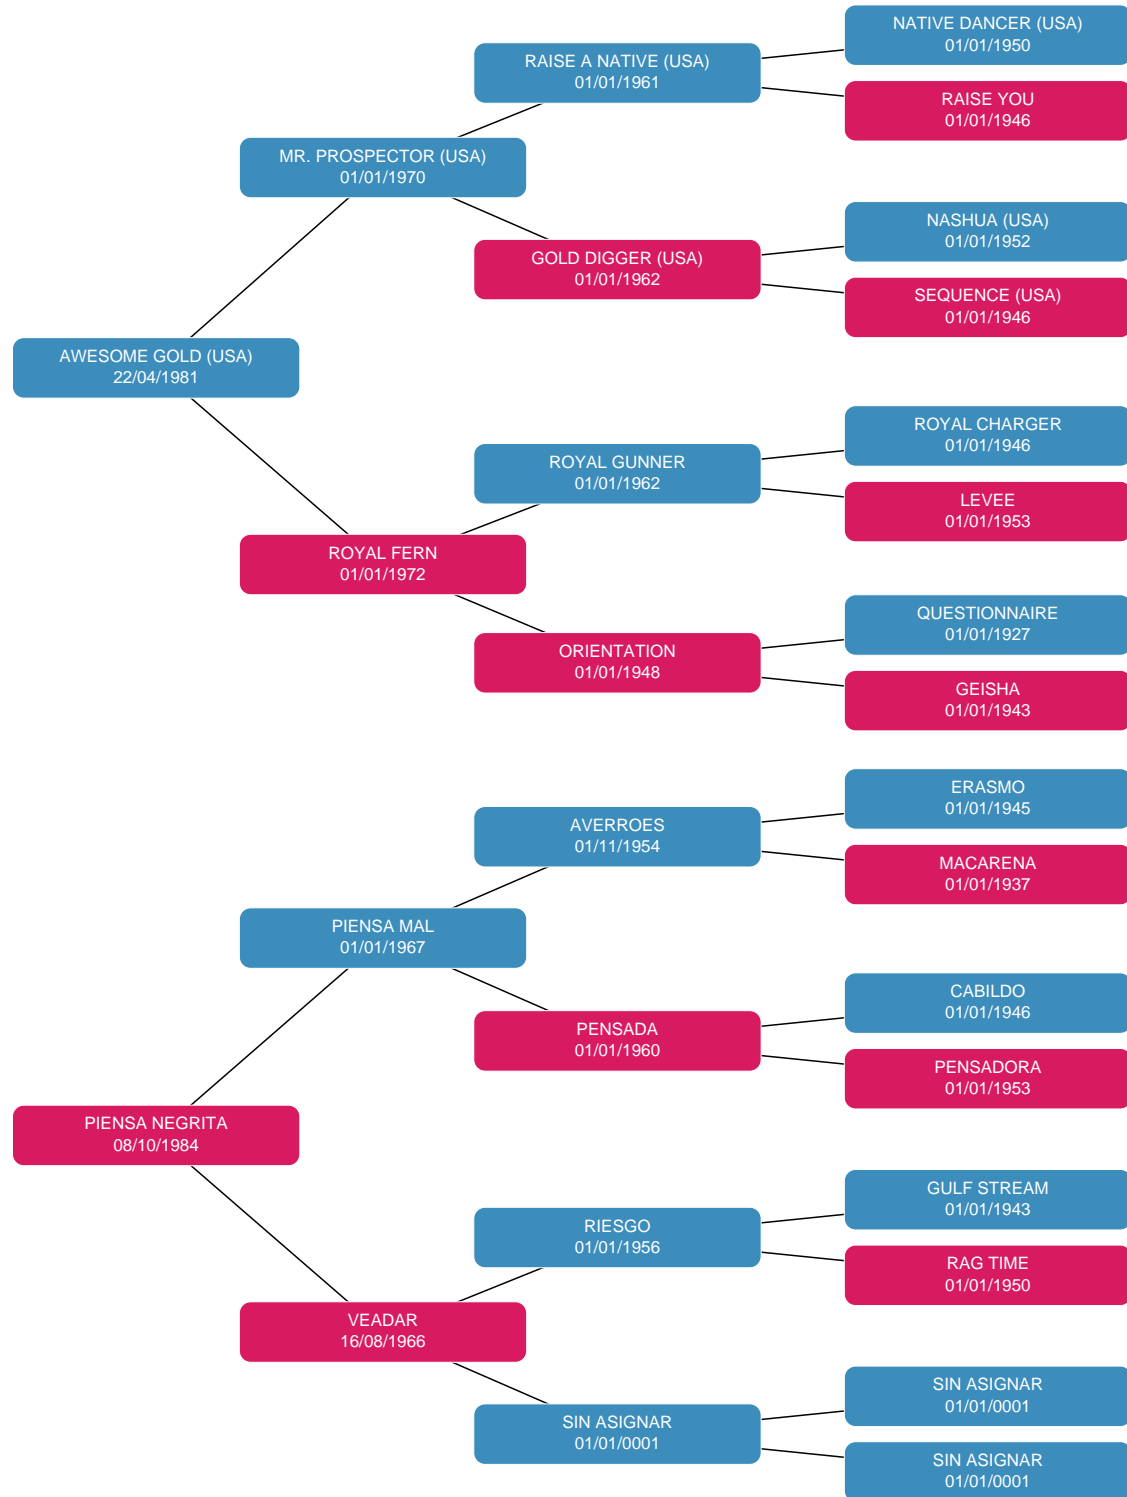 NATIVE DANCER (USA)
01/01/1950
RAISE A NATIVE (USA)
01/01/1961
RAISE YOU
01/01/1946
MR. PROSPECTOR (USA)
01/01/1970
NASHUA (USA)
01/01/1952
GOLD DIGGER (USA)
01/01/1962
SEQUENCE (USA)
01/01/1946
AWESOME GOLD (USA)
22/04/1981
ROYAL CHARGER
01/01/1946
ROYAL GUNNER
01/01/1962
LEVEE
01/01/1953
ROYAL FERN
01/01/1972
QUESTIONNAIRE
01/01/1927
ORIENTATION
01/01/1948
GEISHA
01/01/1943
ERASMO
01/01/1945
AVERROES
01/11/1954
MACARENA
01/01/1937
PIENSA MAL
01/01/1967
CABILDO
01/01/1946
PENSADA
01/01/1960
PENSADORA
01/01/1953
PIENSA NEGRITA
08/10/1984
GULF STREAM
01/01/1943
RIESGO
01/01/1956
RAG TIME
01/01/1950
VEADAR
16/08/1966
SIN ASIGNAR
01/01/0001
SIN ASIGNAR
01/01/0001
SIN ASIGNAR
01/01/0001